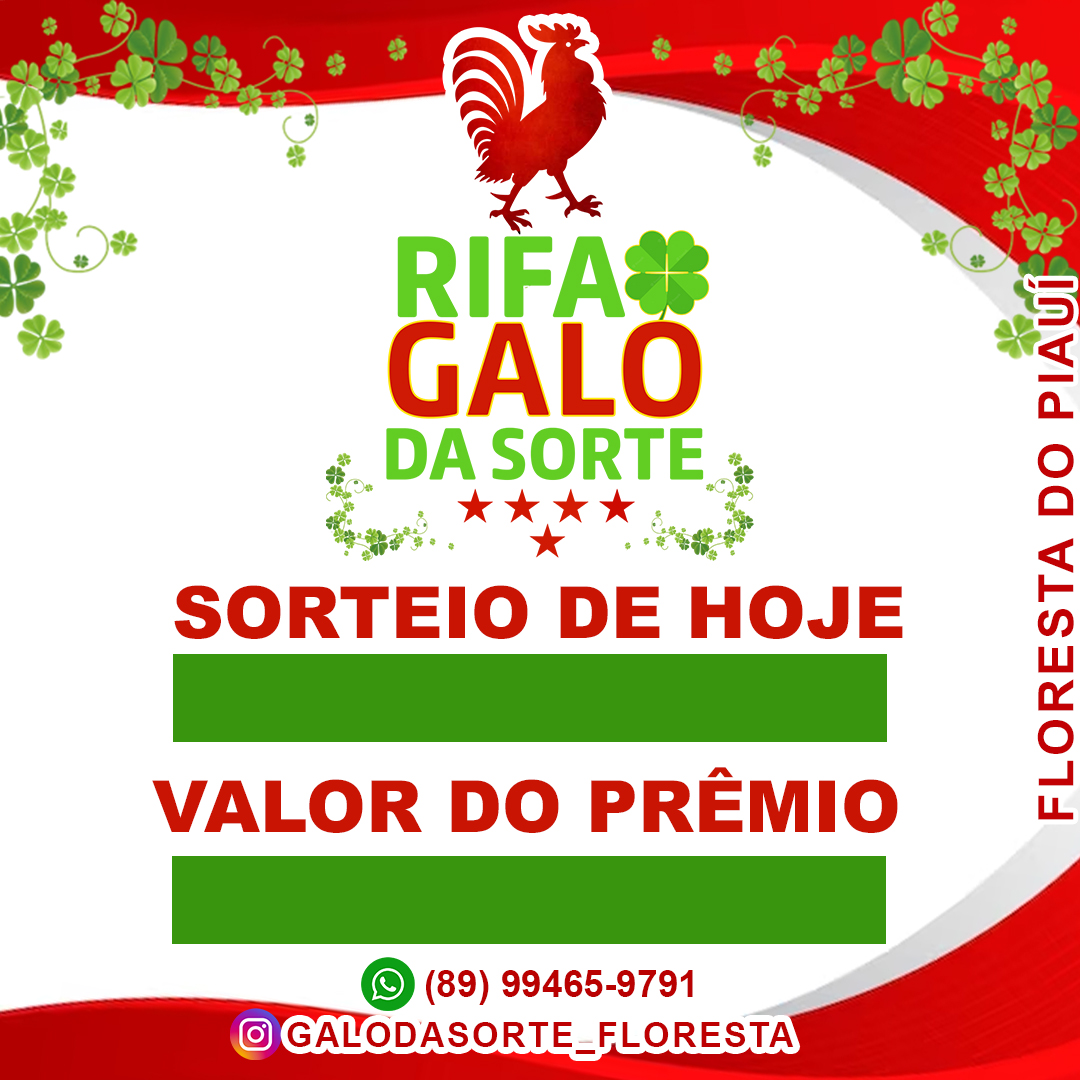 RIFA
GALO
DA SORTE
SORTEIO DE HOJE
VALOR DO PRÊMIO
(89) 99465-9791
GALODASORTE_FLORESTA
FLORESTA DO PIAUÍ